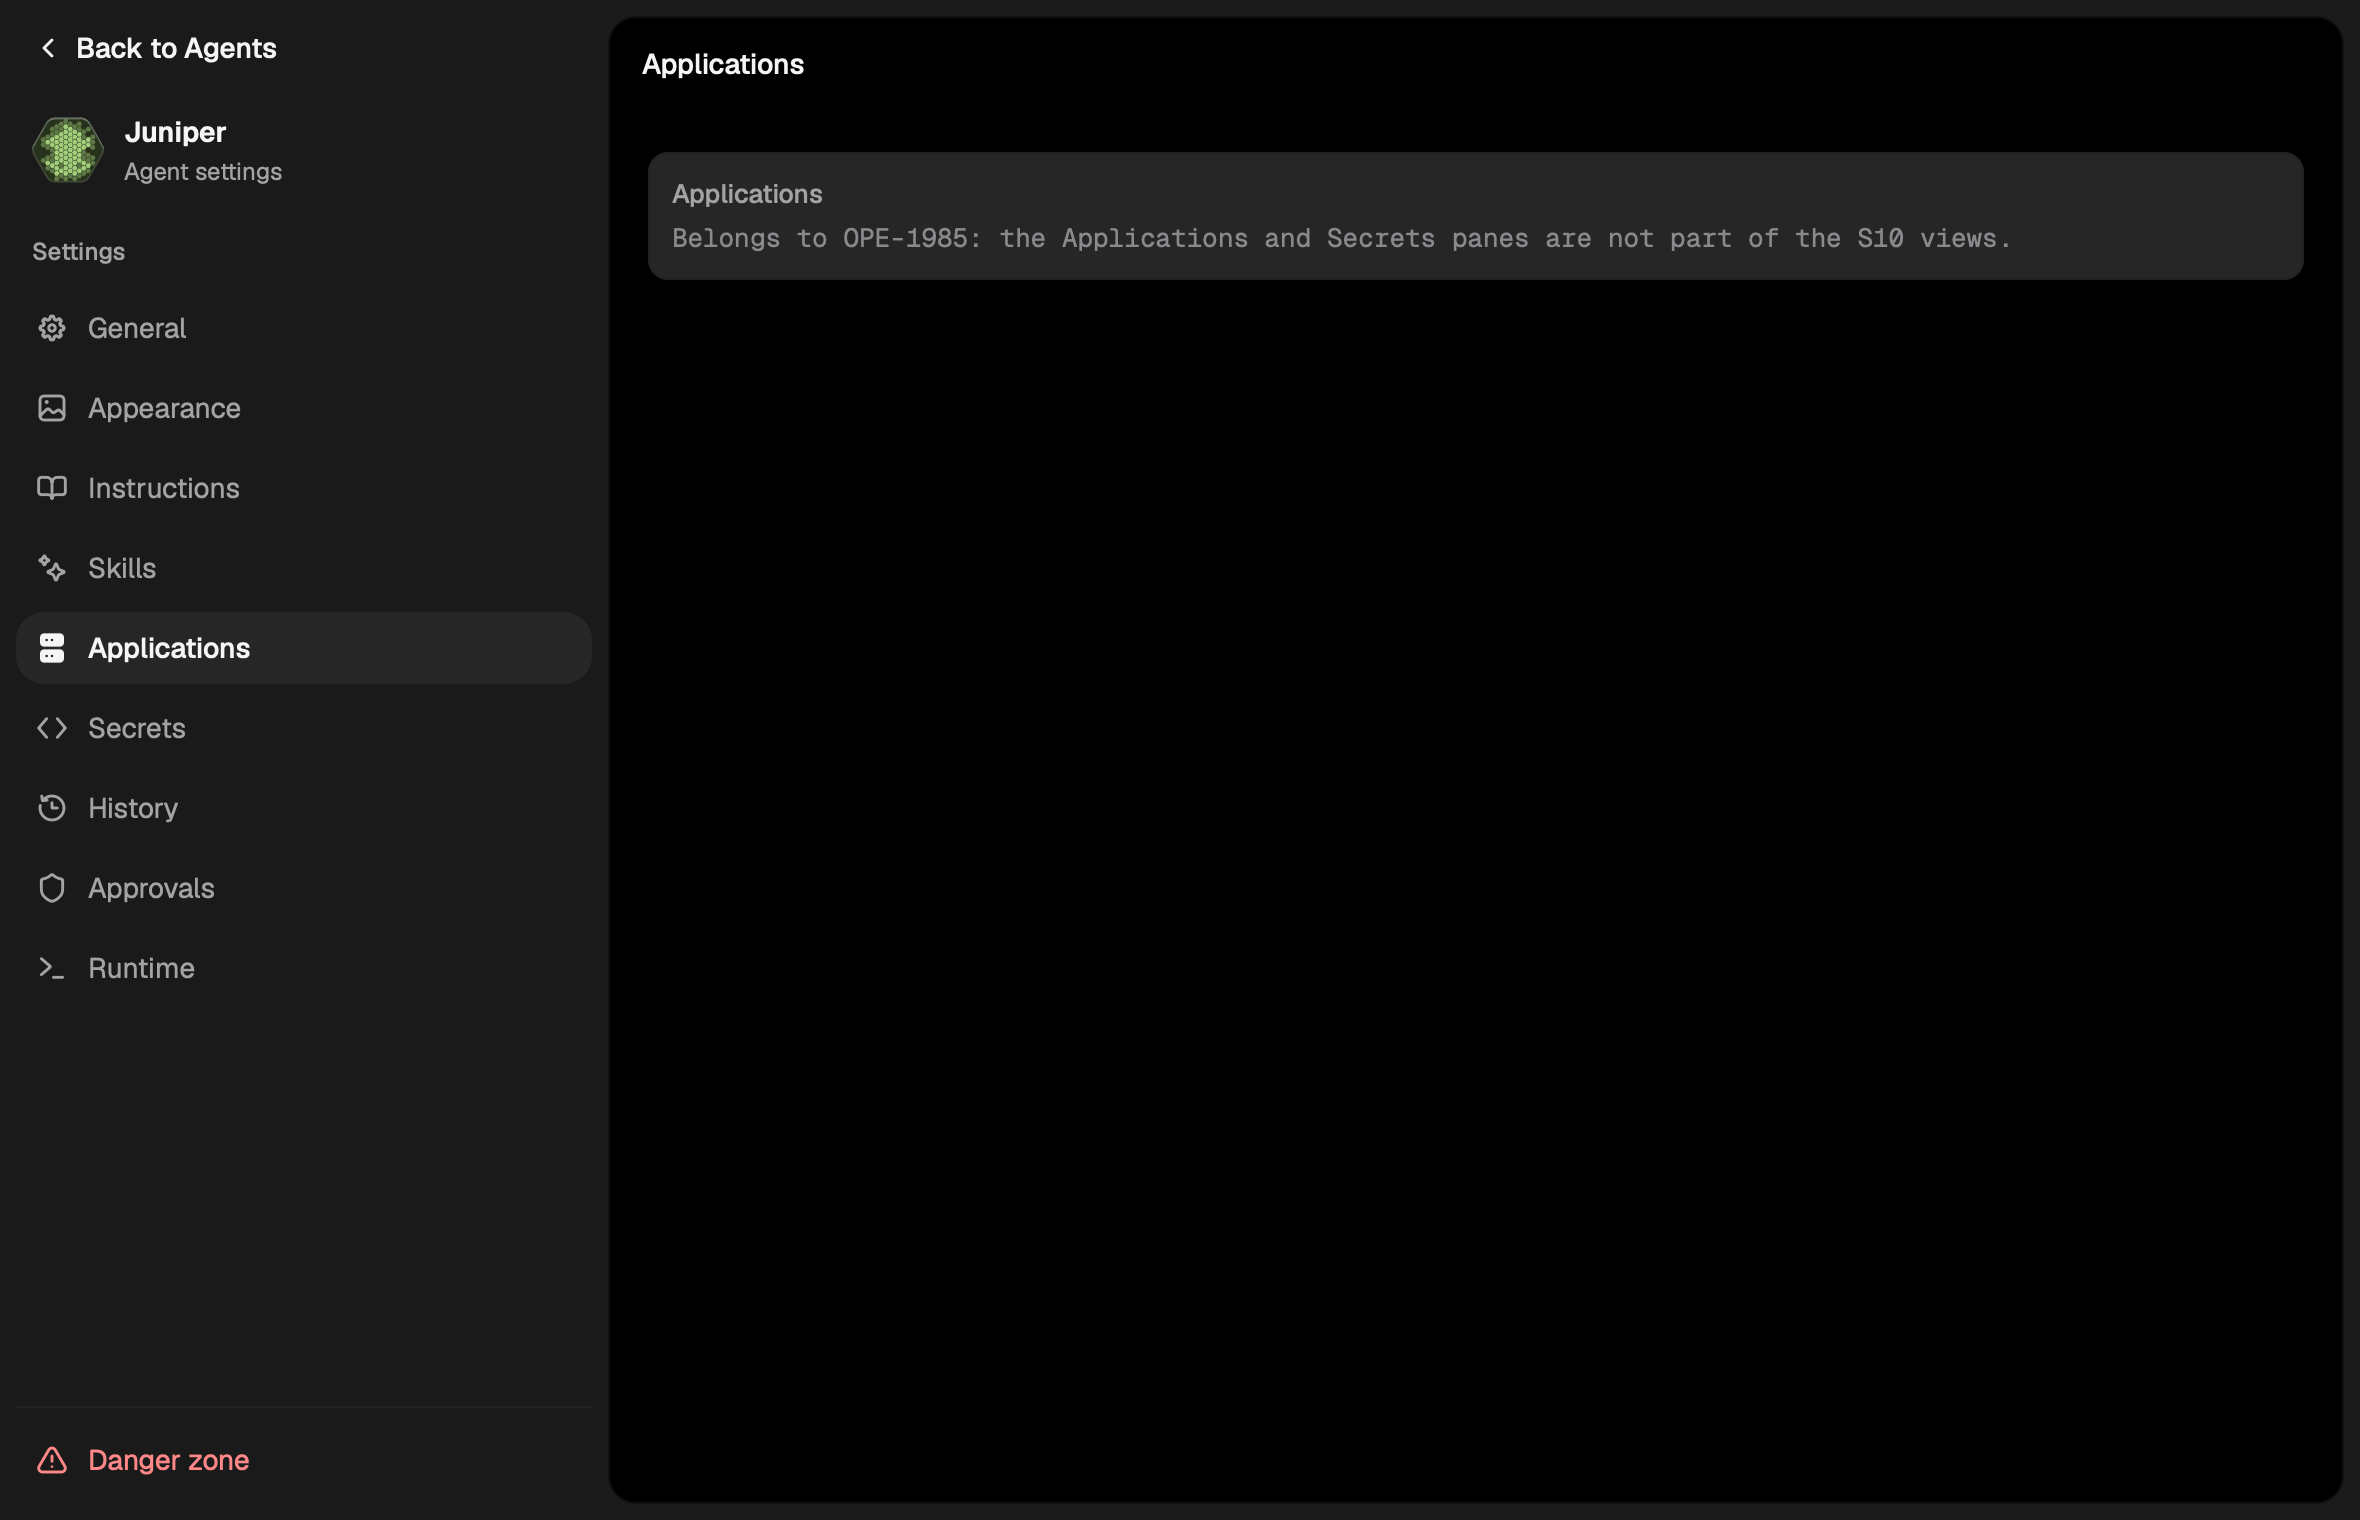 Back to Agents
Juniper
Agent settings
Settings
General
Appearance
Instructions
Skills
Applications
Secrets
History
Approvals
Runtime
Danger zone
Applications
Applications
Belongs to OPE-1985: the Applications and Secrets panes are not part of the S10 views.